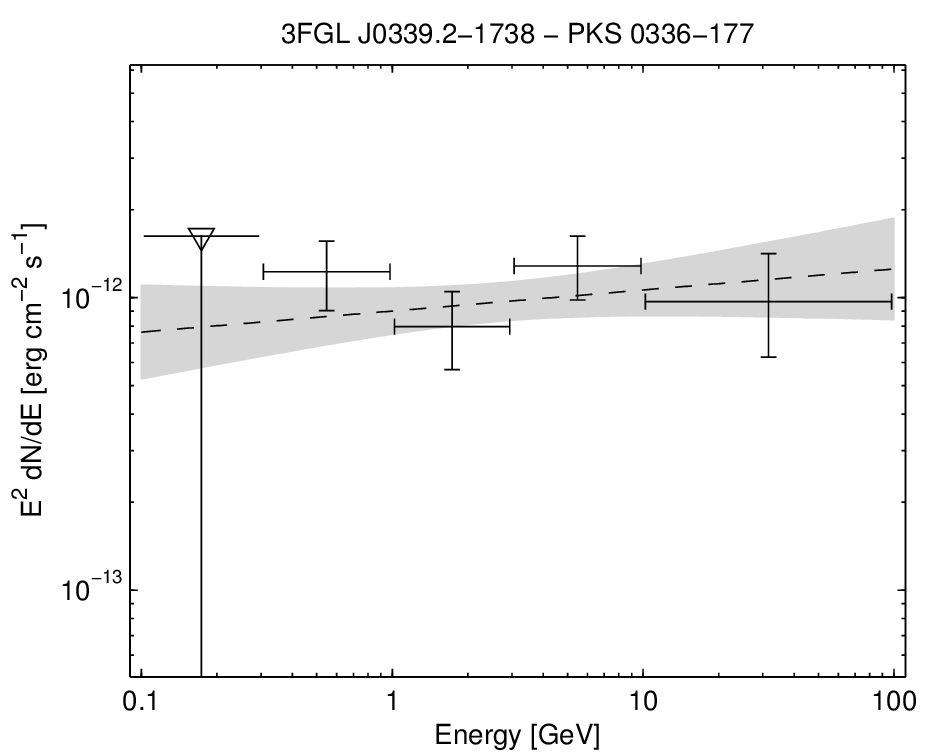 3FGL J0339.2−1738 − PKS 0336−177
E² dN/dE [erg cm⁻² s⁻¹]
10⁻¹²
10⁻¹³
0.1 1 10 100
Energy [GeV]